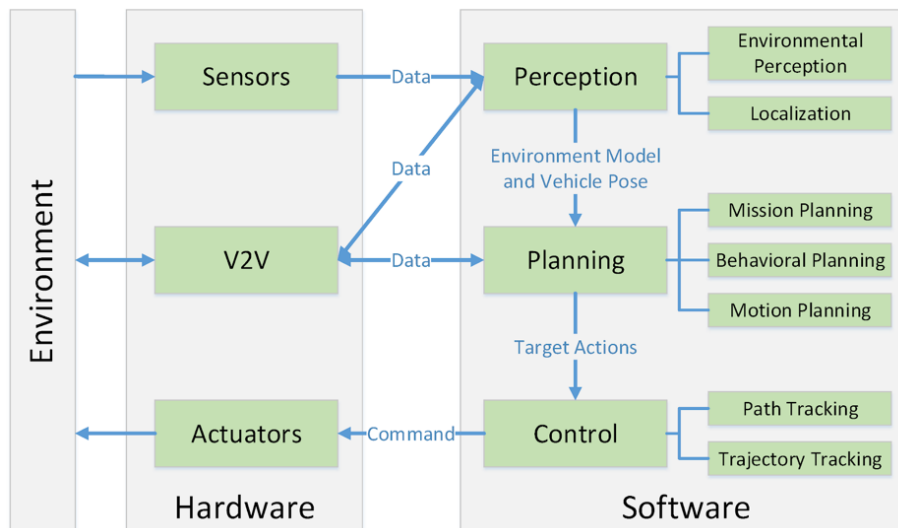 Environment
Sensors
Data
Perception
Environmental
Perception
Localization
Data
Environment Model
and Vehicle Pose
V2V
Data
Planning
Mission Planning
Behavioral Planning
Motion Planning
Target Actions
Actuators
Command
Control
Path Tracking
Trajectory Tracking
Hardware
Software